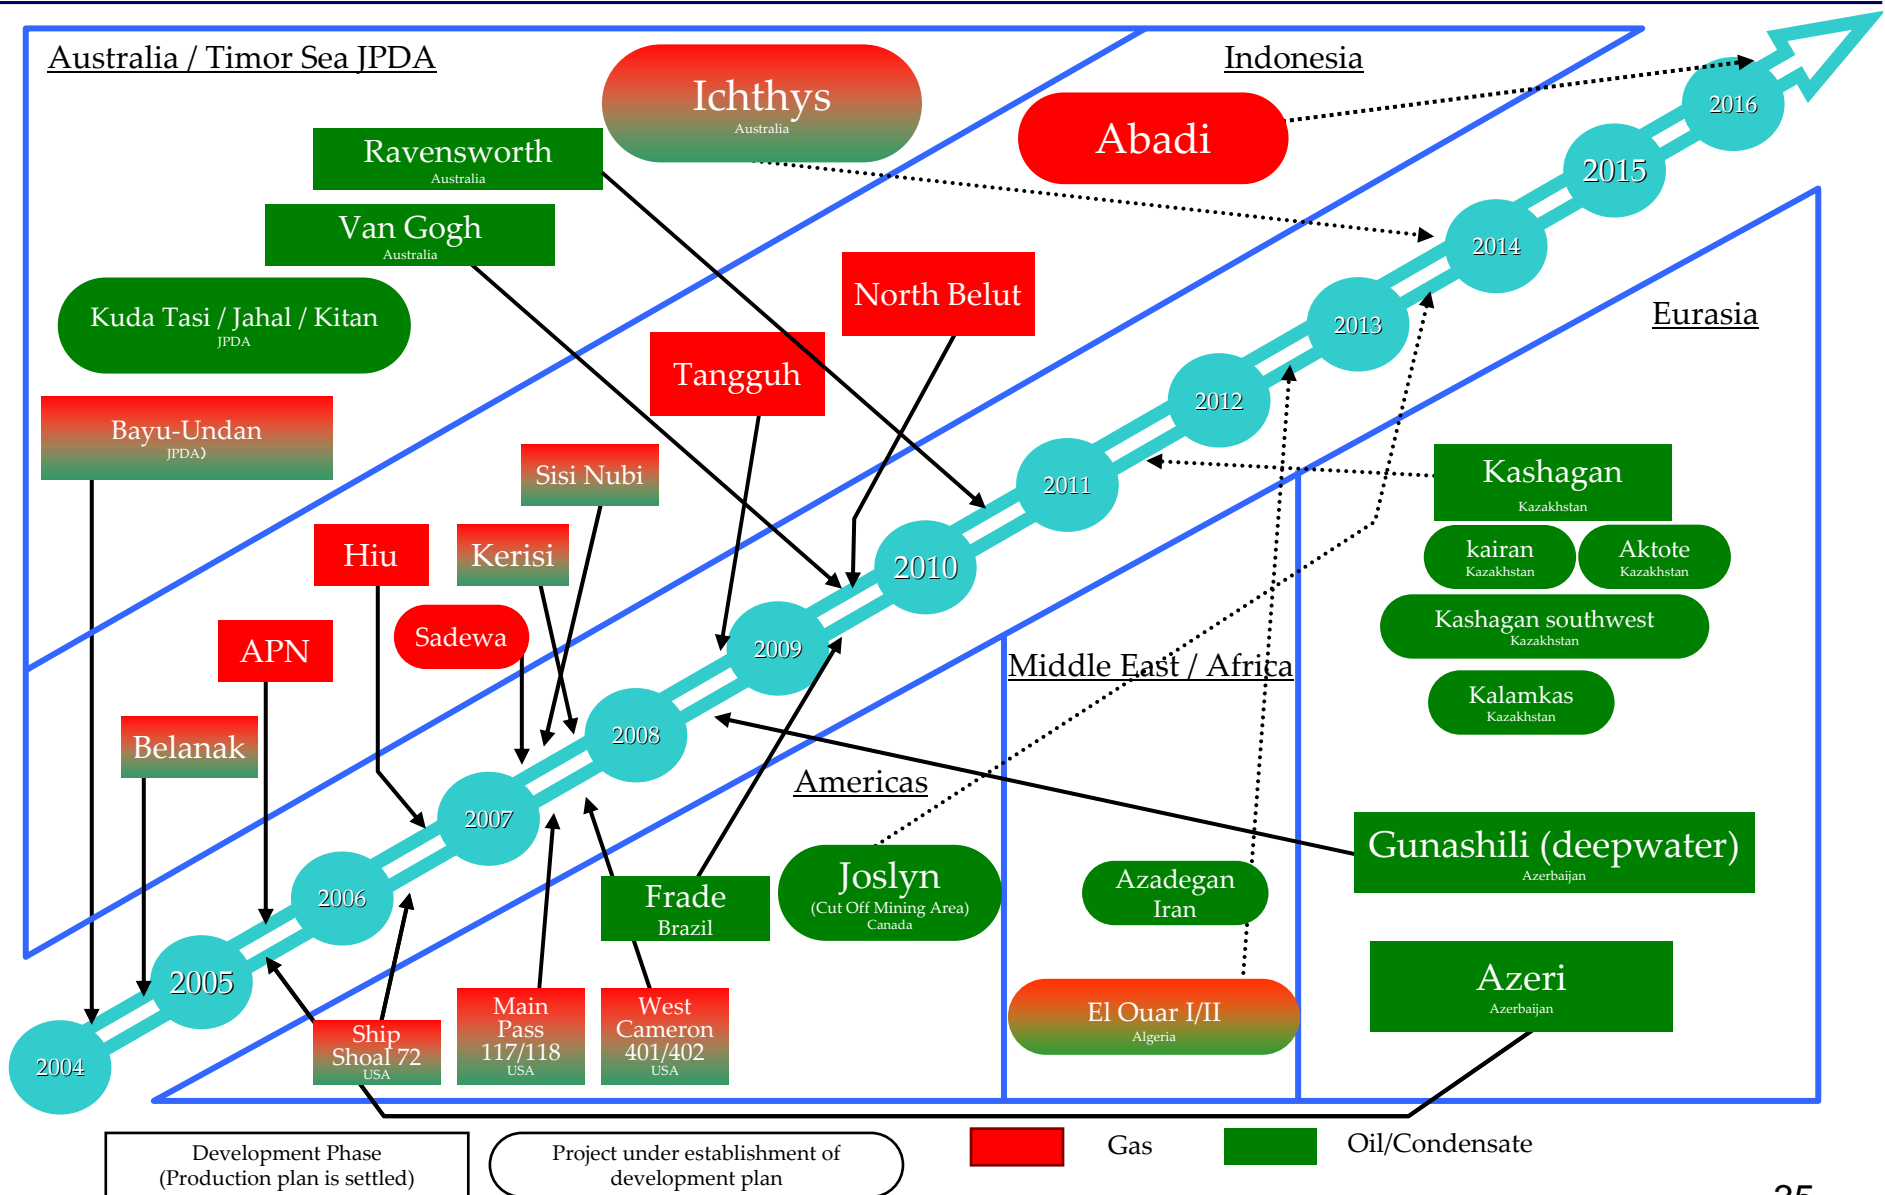 Australia / Timor Sea JPDA
Indonesia
Ichthys
Australia
Abadi
2016
Ravensworth
Australia
2015
Van Gogh
Australia
2014
North Belut
Kuda Tasi / Jahal / Kitan
JPDA
2013
Eurasia
Tangguh
2012
Bayu-Undan
JPDA)
Sisi Nubi
2011
Kashagan
Kazakhstan
Hiu
Kerisi
kairan
Kazakhstan
Aktote
Kazakhstan
2010
Kashagan southwest
Kazakhstan
Sadewa
APN
2009
Middle East / Africa
Kalamkas
Kazakhstan
Belanak
2008
Americas
2007
Gunashili (deepwater)
Azerbaijan
2006
Frade
Brazil
Joslyn
(Cut Off Mining Area)
Canada
Azadegan
Iran
2005
Azeri
Azerbaijan
El Ouar I/II
Algeria
2004
Ship
Shoal 72
USA
Main
Pass
117/118
USA
West
Cameron
401/402
USA
Development Phase
(Production plan is settled)
Project under establishment of
development plan
Gas
Oil/Condensate
25